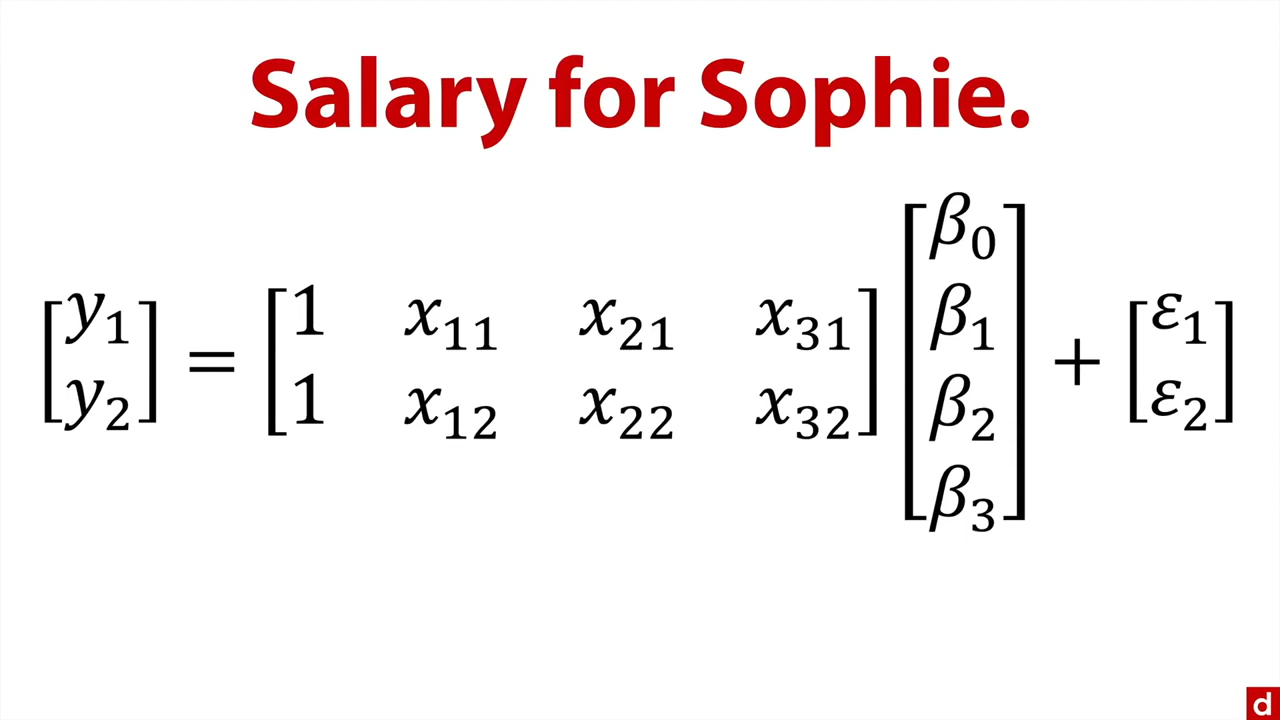 Salary for Sophie.
[y₁ y₂] = [1 x₁₁ x₂₁ x₃₁ 1 x₁₂ x₂₂ x₃₂] [β₀ β₁ β₂ β₃] + [ε₁ ε₂]
d